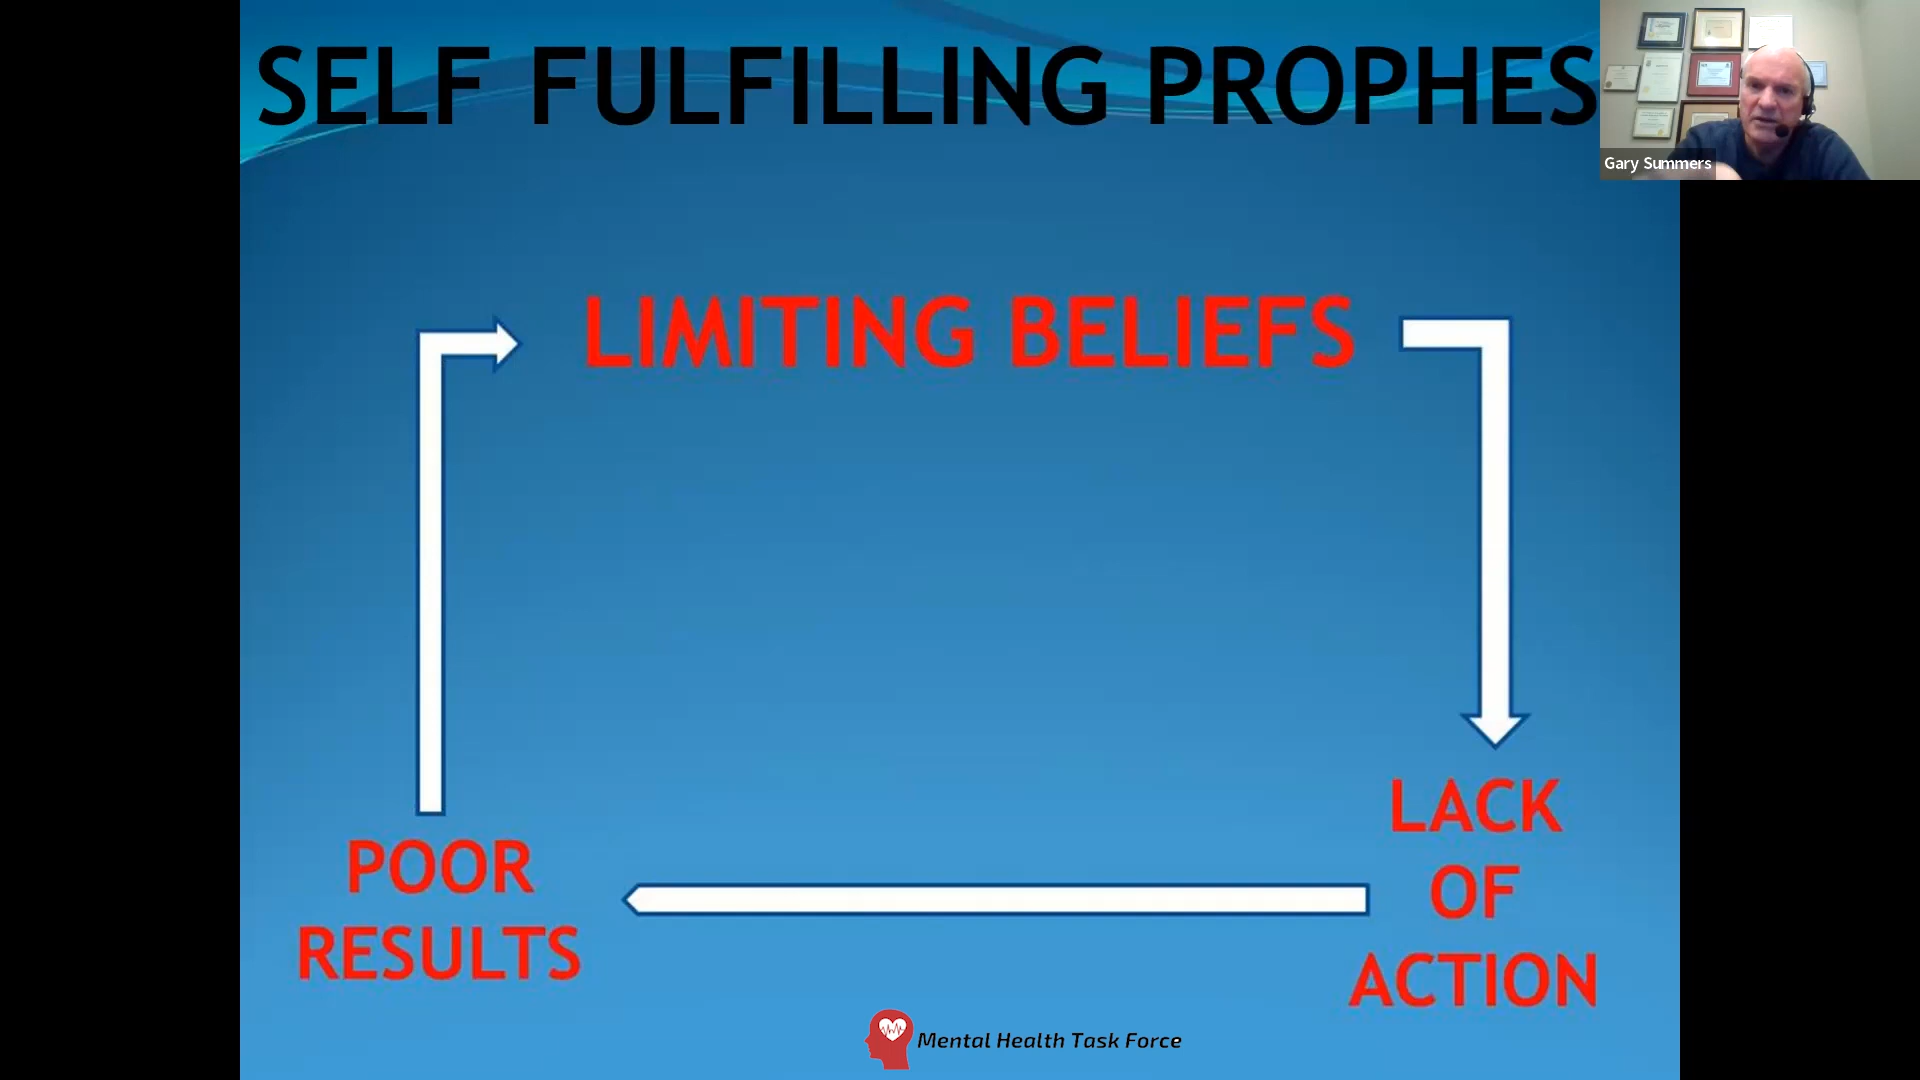 SELF FULFILLING PROPHES
Gary Summers
LIMITING BELIEFS
LACK
OF
ACTION
POOR
RESULTS
Mental Health Task Force